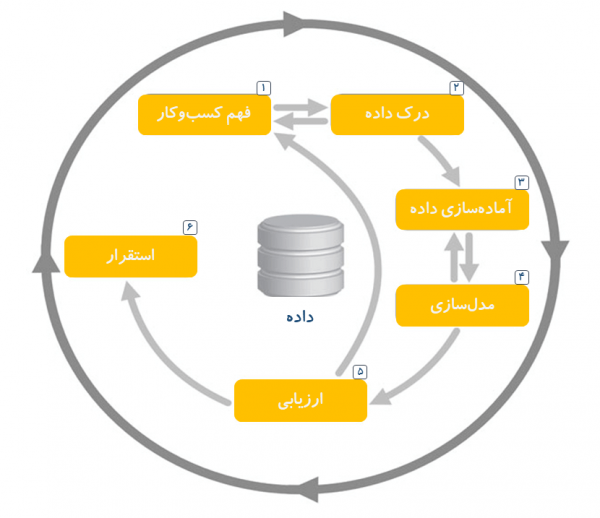 ۱
فهم کسب‌وکار
۲
درک داده
۳
آماده‌سازی داده
۴
مدل‌سازی
۵
ارزیابی
۶
استقرار
داده